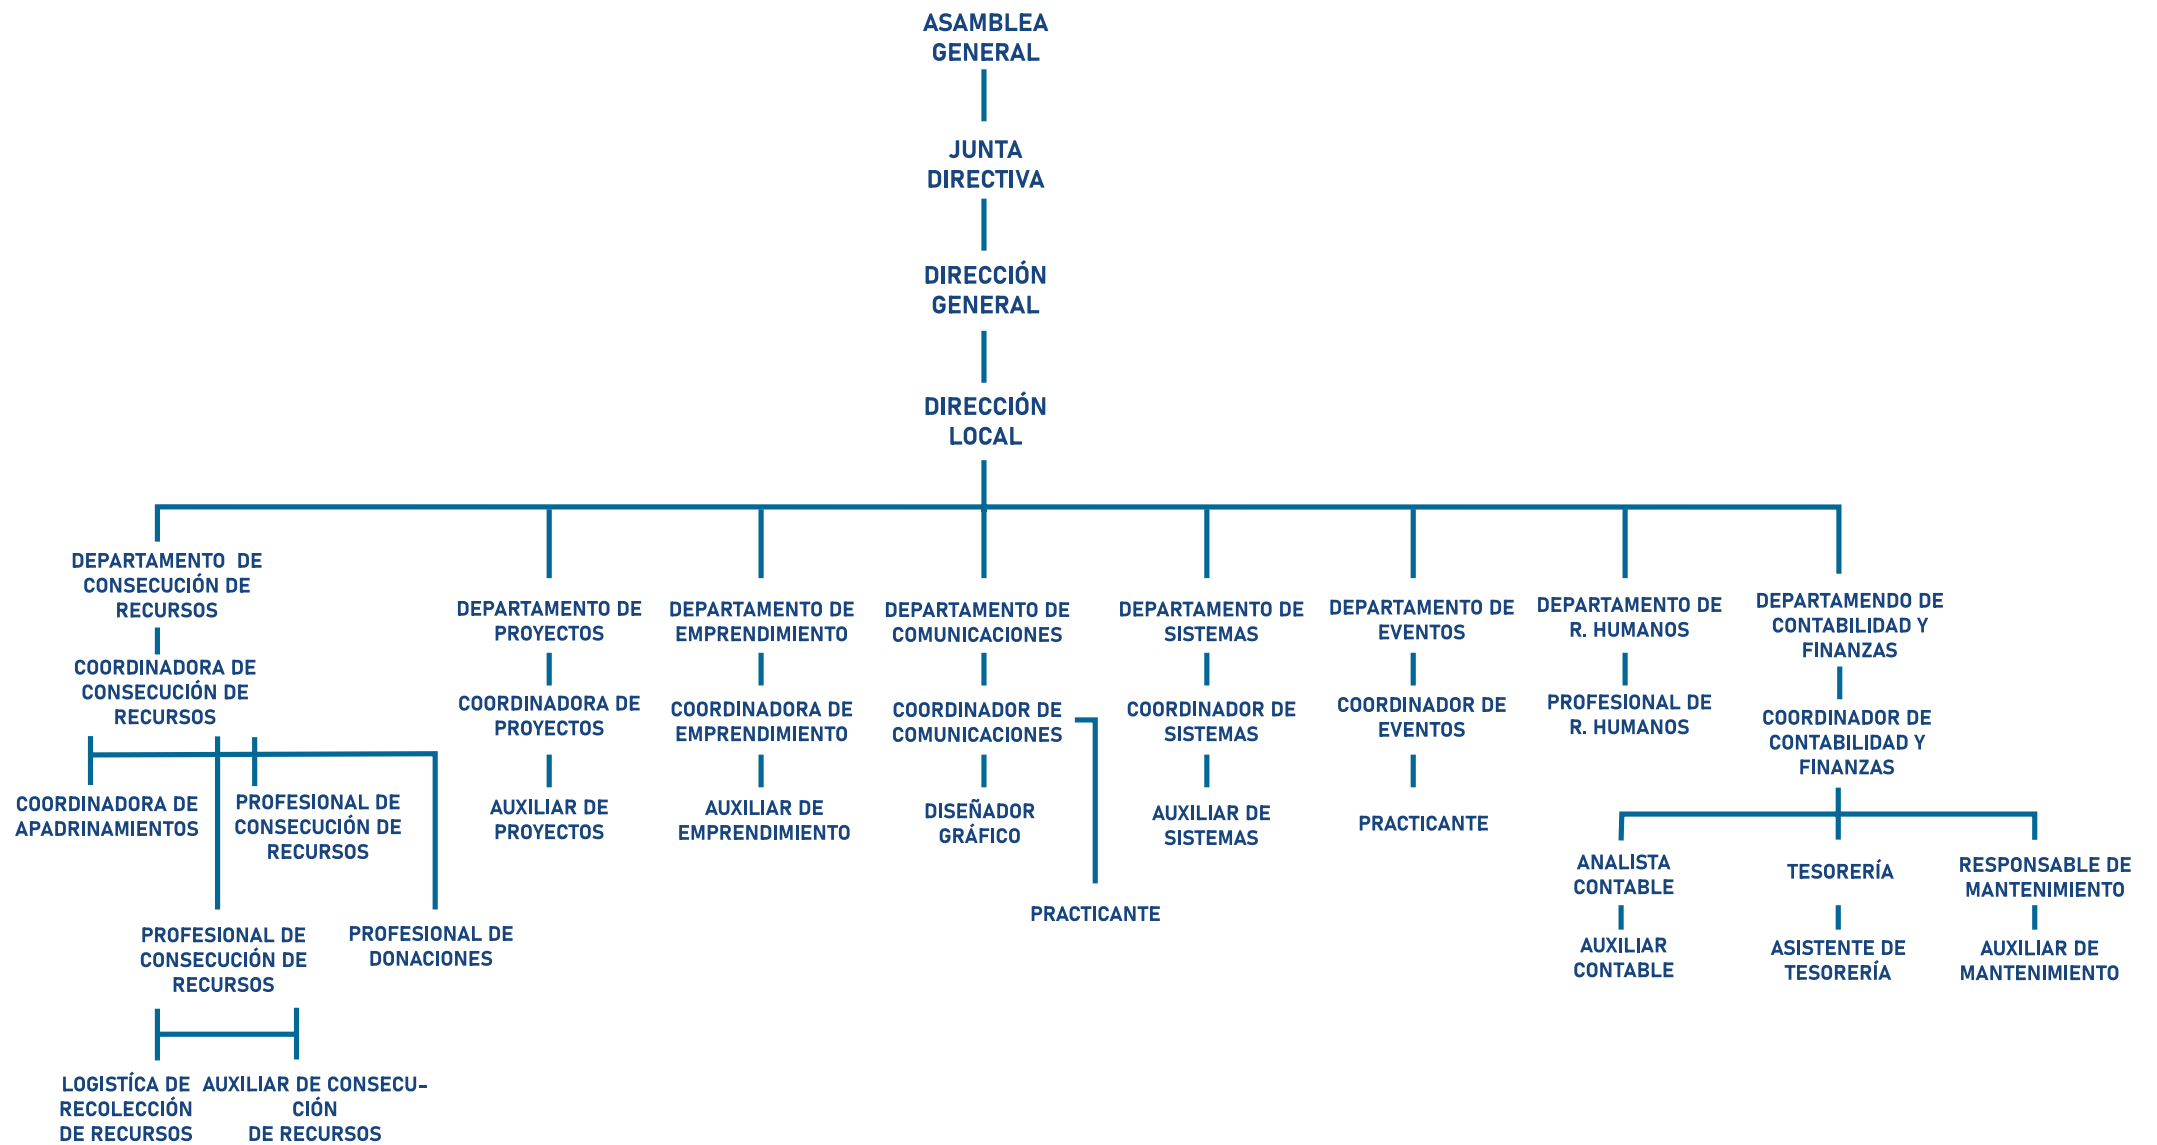 ASAMBLEA
GENERAL
JUNTA
DIRECTIVA
DIRECCIÓN
GENERAL
DIRECCIÓN
LOCAL
DEPARTAMENTO DE
CONSECUCIÓN DE
RECURSOS
COORDINADORA DE
CONSECUCIÓN DE
RECURSOS
COORDINADORA DE
APADRINAMIENTOS
PROFESIONAL DE
CONSECUCIÓN DE
RECURSOS
PROFESIONAL DE
CONSECUCIÓN DE
RECURSOS
PROFESIONAL DE
DONACIONES
LOGISTÍCA DE
RECOLECCIÓN
DE RECURSOS
AUXILIAR DE CONSECU-
CIÓN
DE RECURSOS
DEPARTAMENTO DE
PROYECTOS
COORDINADORA DE
PROYECTOS
AUXILIAR DE
PROYECTOS
DEPARTAMENTO DE
EMPRENDIMIENTO
COORDINADORA DE
EMPRENDIMIENTO
AUXILIAR DE
EMPRENDIMIENTO
DEPARTAMENTO DE
COMUNICACIONES
COORDINADOR DE
COMUNICACIONES
DISEÑADOR
GRÁFICO
PRACTICANTE
DEPARTAMENTO DE
SISTEMAS
COORDINADOR DE
SISTEMAS
AUXILIAR DE
SISTEMAS
DEPARTAMENTO DE
EVENTOS
COORDINADOR DE
EVENTOS
PRACTICANTE
DEPARTAMENTO DE
R. HUMANOS
PROFESIONAL DE
R. HUMANOS
DEPARTAMENDO DE
CONTABILIDAD Y
FINANZAS
COORDINADOR DE
CONTABILIDAD Y
FINANZAS
ANALISTA
CONTABLE
AUXILIAR
CONTABLE
TESORERÍA
ASISTENTE DE
TESORERÍA
RESPONSABLE DE
MANTENIMIENTO
AUXILIAR DE
MANTENIMIENTO